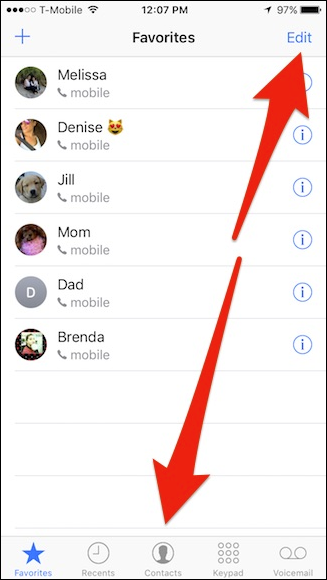 T-Mobile 12:07 PM 97%
Favorites Edit
Melissa
mobile
Denise 😻
mobile
Jill
mobile
Mom
mobile
D Dad
mobile
Brenda
mobile
Favorites Recents Contacts Keypad Voicemail